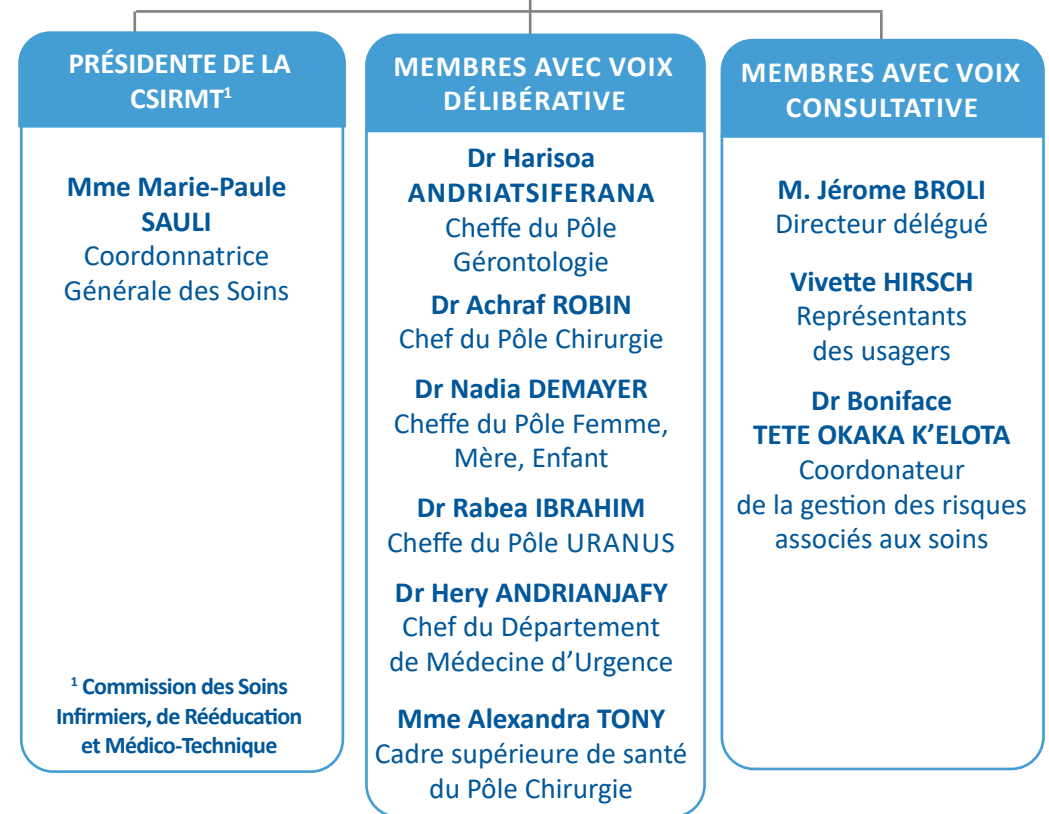 PRÉSIDENTE DE LA
CSIRMT¹
Mme Marie-Paule
SAULI
Coordonnatrice
Générale des Soins
¹ Commission des Soins
Infirmiers, de Rééducation
et Médico-Technique
MEMBRES AVEC VOIX
DÉLIBÉRATIVE
Dr Harisoa
ANDRIATSIFERANA
Cheffe du Pôle
Gérontologie
Dr Achraf ROBIN
Chef du Pôle Chirurgie
Dr Nadia DEMAYER
Cheffe du Pôle Femme,
Mère, Enfant
Dr Rabea IBRAHIM
Cheffe du Pôle URANUS
Dr Hery ANDRIANJAFY
Chef du Département
de Médecine d'Urgence
Mme Alexandra TONY
Cadre supérieure de santé
du Pôle Chirurgie
MEMBRES AVEC VOIX
CONSULTATIVE
M. Jérome BROLI
Directeur délégué
Vivette HIRSCH
Représentants
des usagers
Dr Boniface
TETE OKAKA K'ELOTA
Coordonateur
de la gestion des risques
associés aux soins